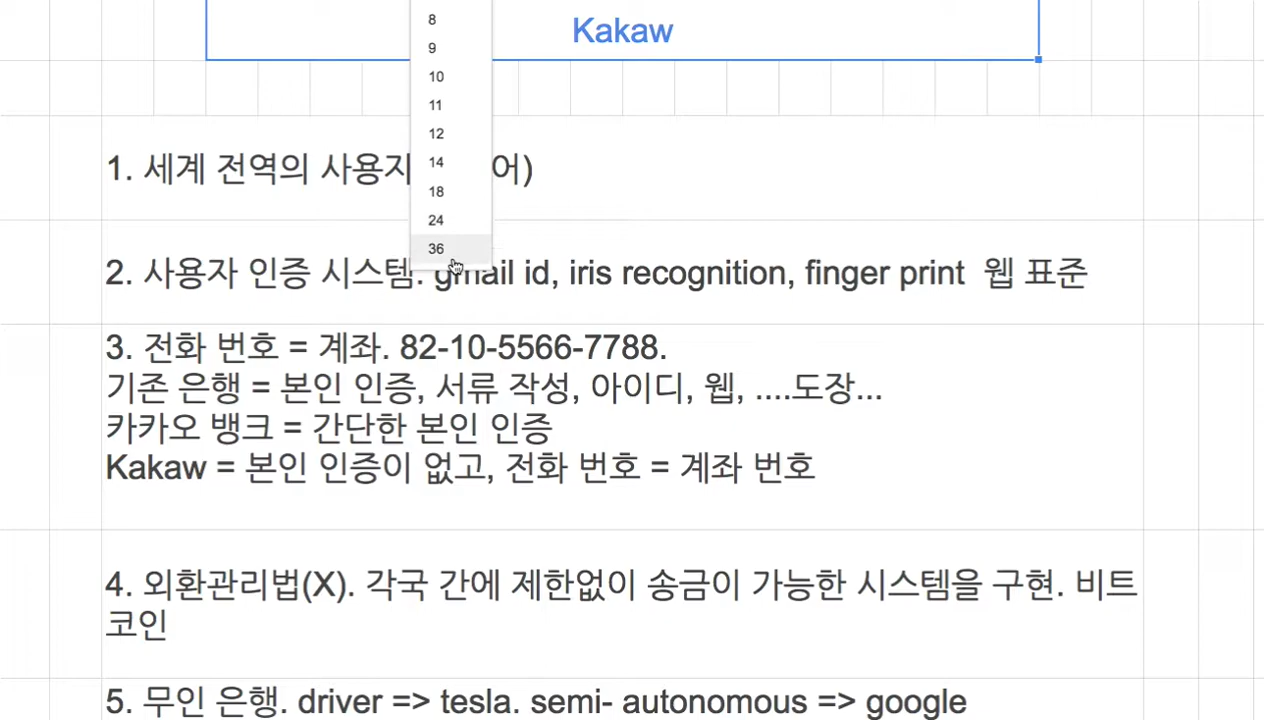 Kakaw
8
9
10
11
12
14
18
24
36
1. 세계 전역의 사용자 어)
2. 사용자 인증 시스템. gmail id, iris recognition, finger print 웹 표준
3. 전화 번호 = 계좌. 82-10-5566-7788.
기존 은행 = 본인 인증, 서류 작성, 아이디, 웹, ....도장...
카카오 뱅크 = 간단한 본인 인증
Kakaw = 본인 인증이 없고, 전화 번호 = 계좌 번호
4. 외환관리법(X). 각국 간에 제한없이 송금이 가능한 시스템을 구현. 비트
코인
5. 무인 은행. driver => tesla. semi- autonomous => google